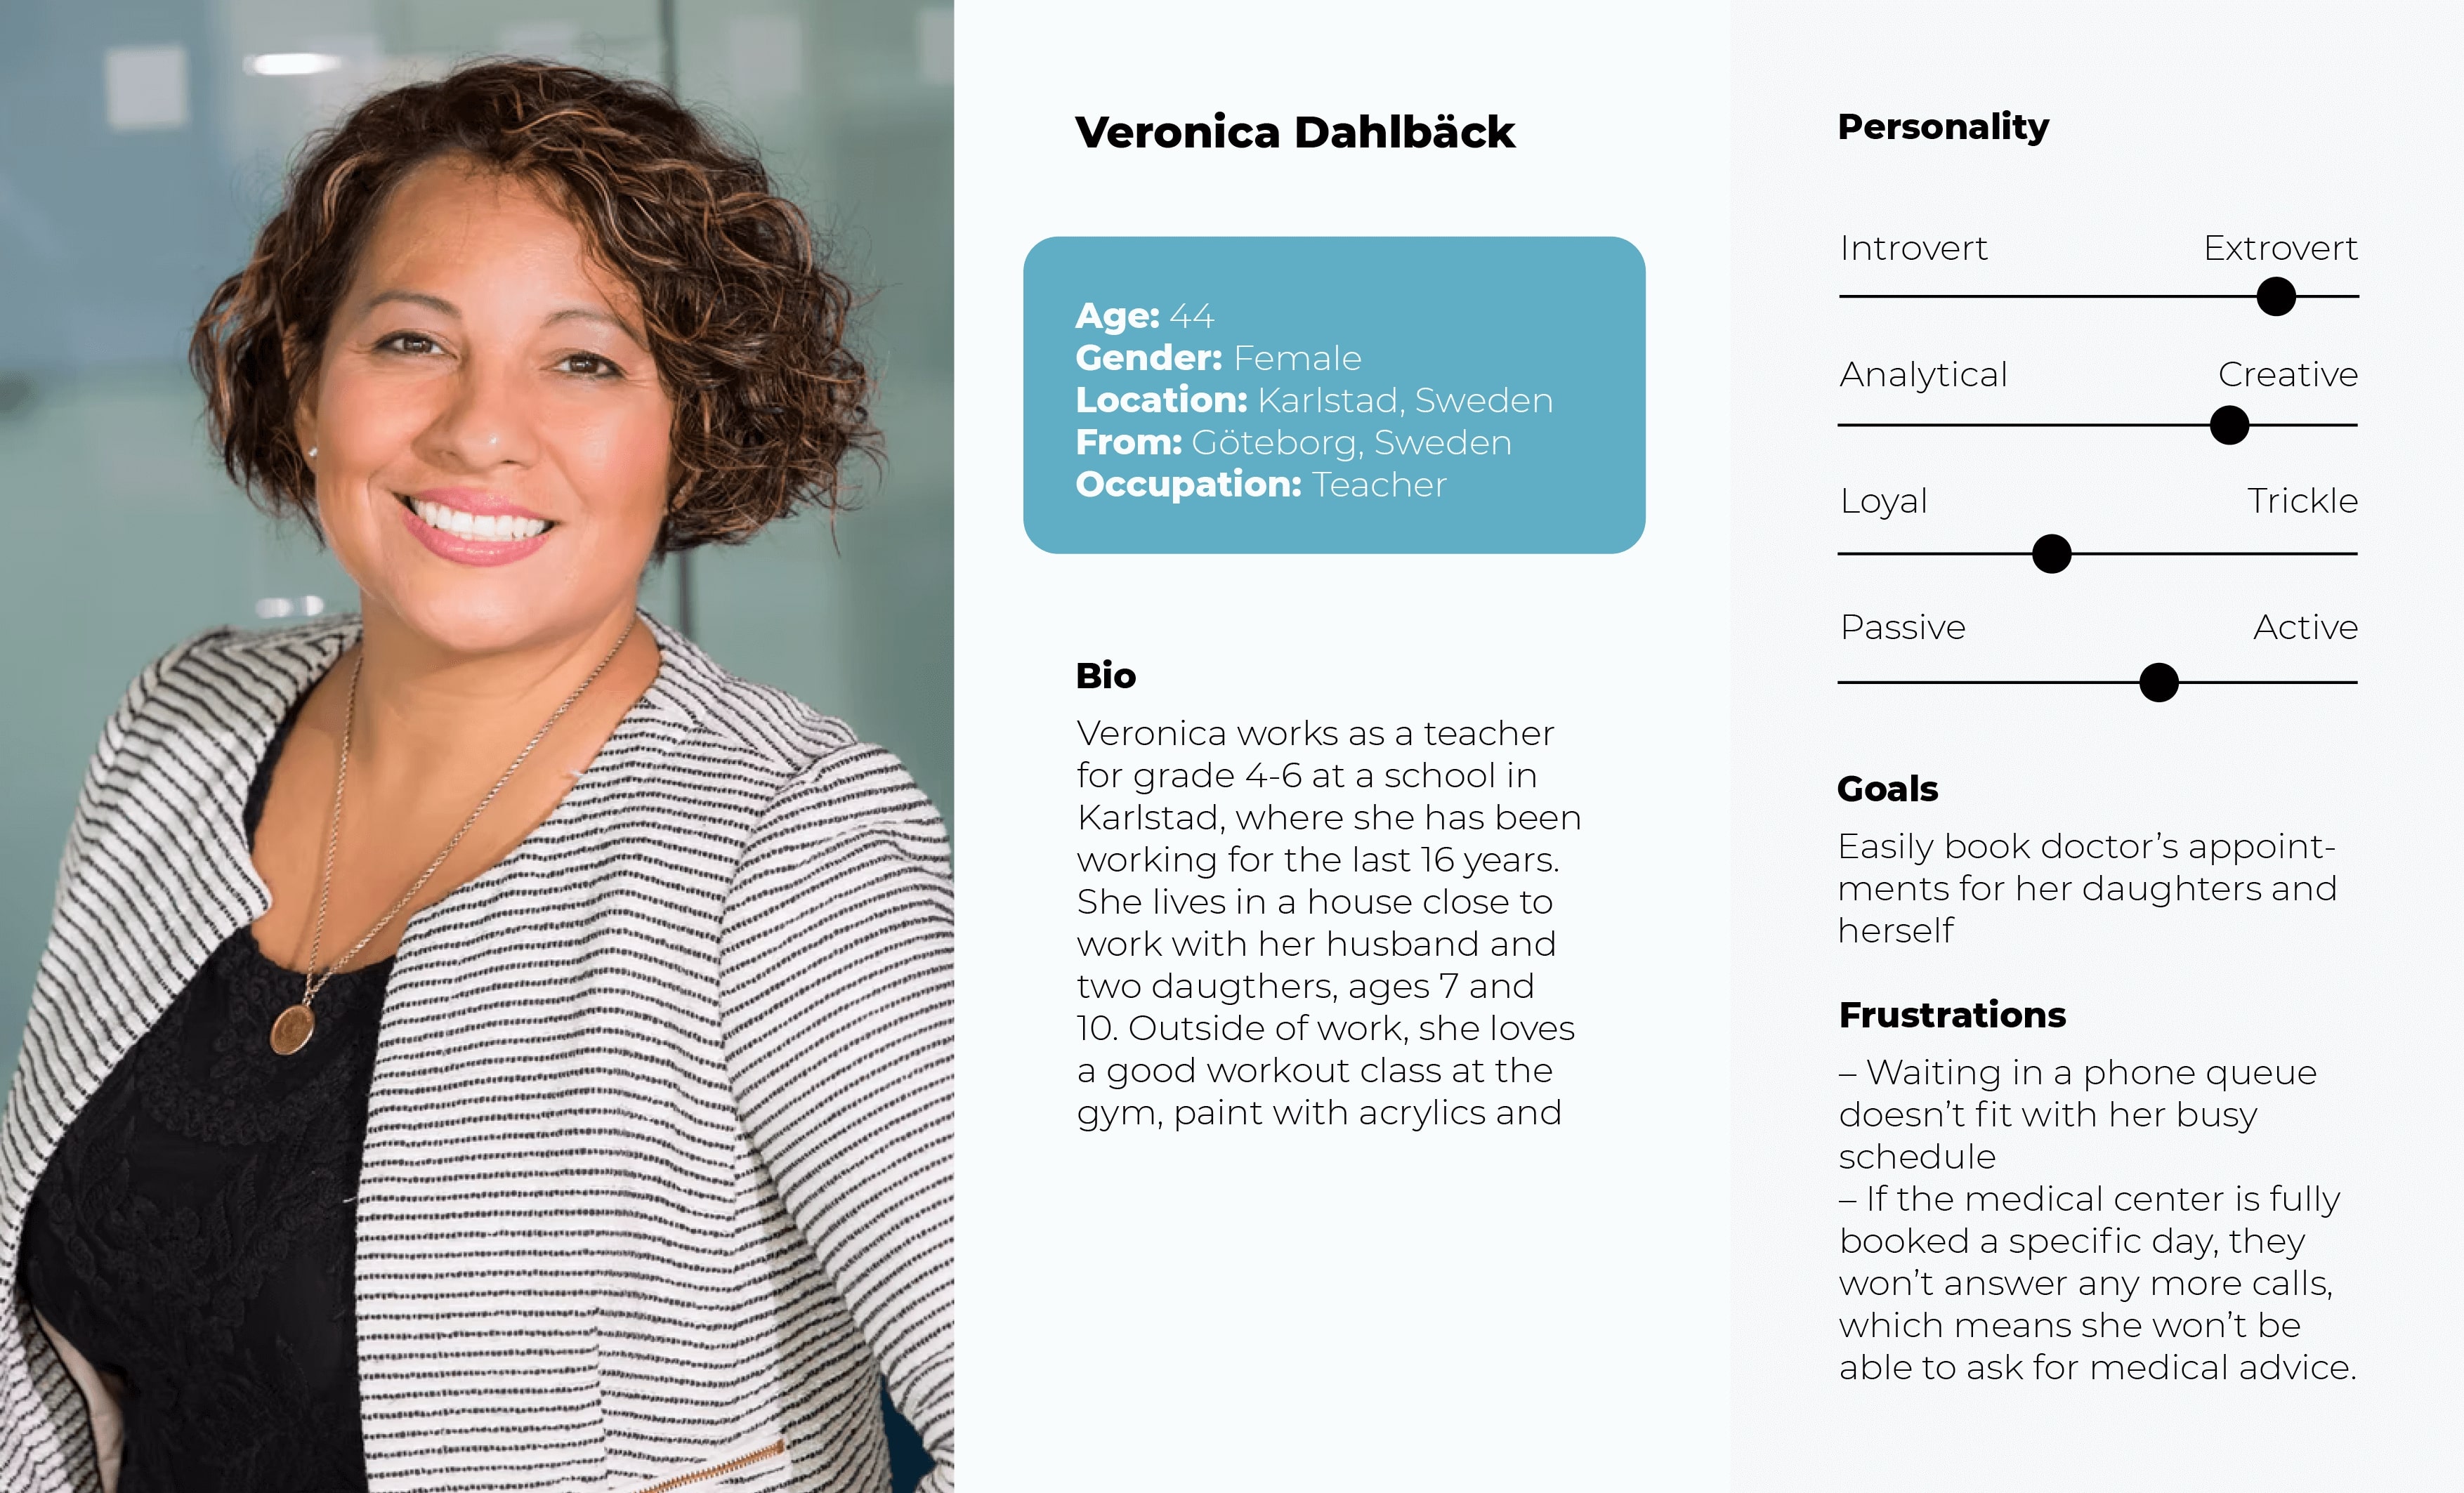 Veronica Dahlbäck
Age: 44
Gender: Female
Location: Karlstad, Sweden
From: Göteborg, Sweden
Occupation: Teacher
Bio
Veronica works as a teacher
for grade 4-6 at a school in
Karlstad, where she has been
working for the last 16 years.
She lives in a house close to
work with her husband and
two daugthers, ages 7 and
10. Outside of work, she loves
a good workout class at the
gym, paint with acrylics and
Personality
Introvert Extrovert
Analytical Creative
Loyal Trickle
Passive Active
Goals
Easily book doctor’s appoint-
ments for her daughters and
herself
Frustrations
– Waiting in a phone queue
doesn’t fit with her busy
schedule
– If the medical center is fully
booked a specific day, they
won’t answer any more calls,
which means she won’t be
able to ask for medical advice.